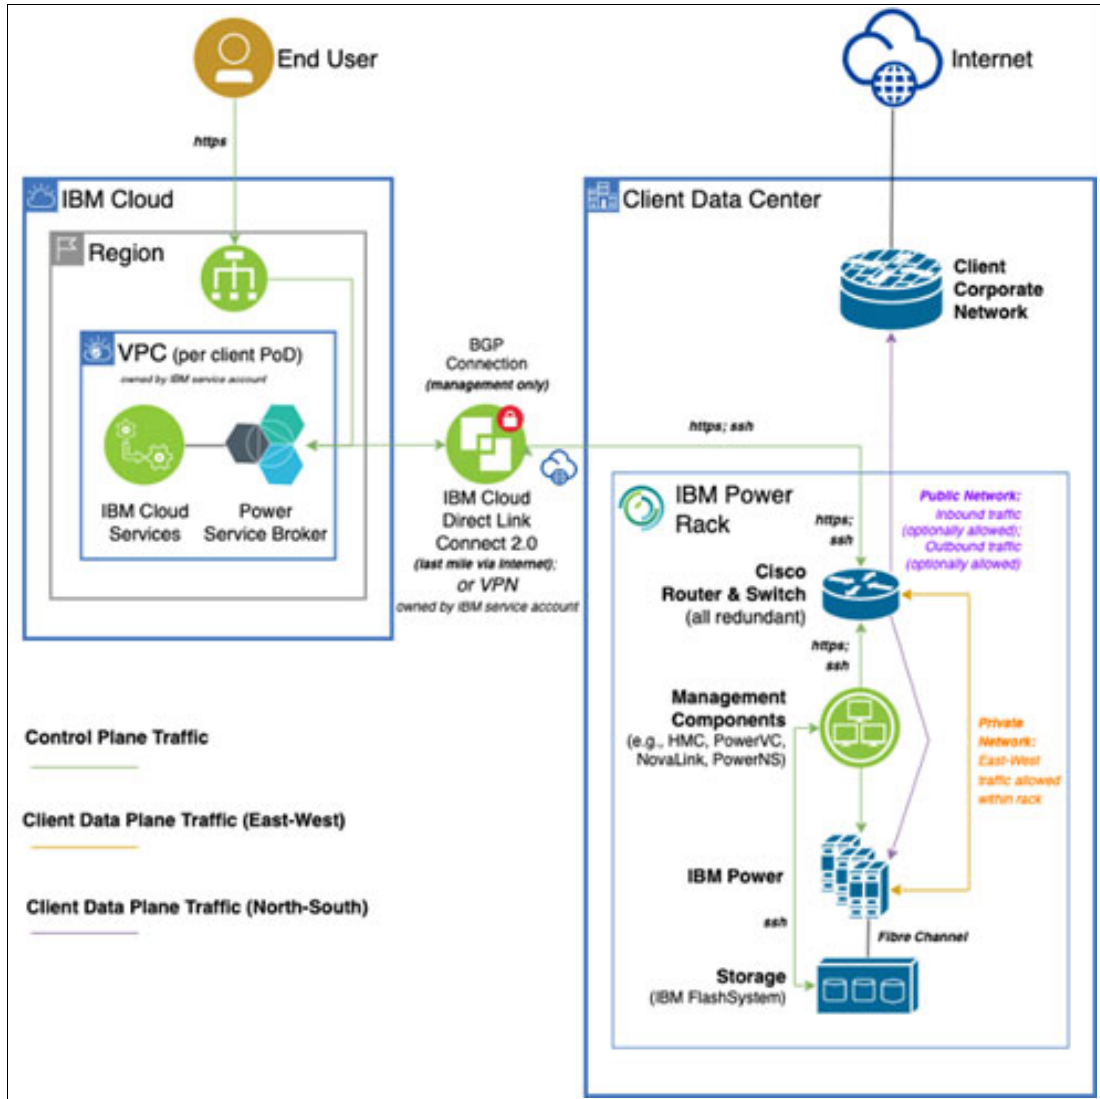 End User
Internet
https
IBM Cloud
Client Data Center
Region
Client
Corporate
Network
VPC (per client PoD)
owned by IBM service account
BGP
Connection
(management only)
https; ssh
IBM Cloud
Services
Power
Service Broker
IBM Cloud
Direct Link
Connect 2.0
(last mile via Internet);
or VPN
owned by IBM service account
IBM Power
Rack
Public Network:
Inbound traffic
(optionally allowed);
Outbound traffic
(optionally allowed)
https;
ssh
Cisco
Router & Switch
(all redundant)
https;
ssh
Management
Components
(e.g., HMC, PowerVC,
NovaLink, PowerNS)
Private
Network:
East-West
traffic allowed
within rack
Control Plane Traffic
Client Data Plane Traffic (East-West)
Client Data Plane Traffic (North-South)
IBM Power
ssh
Fibre Channel
Storage
(IBM FlashSystem)